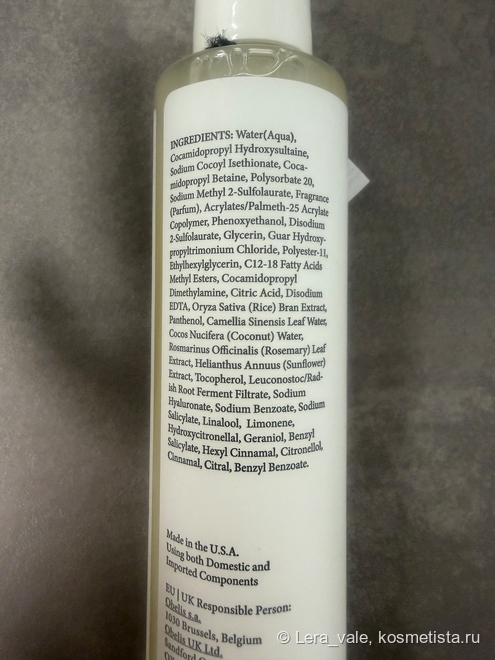 INGREDIENTS: Water(Aqua),
Cocamidopropyl Hydroxysultaine,
Sodium Cocoyl Isethionate, Coca-
midopropyl Betaine, Polysorbate 20,
Sodium Methyl 2-Sulfolaurate, Fragrance
(Parfum), Acrylates/Palmeth-25 Acrylate
Copolymer, Phenoxyethanol, Disodium
2-Sulfolaurate, Glycerin, Guar Hydroxy-
propyltrimonium Chloride, Polyester-11,
Ethylhexylglycerin, C12-18 Fatty Acids
Methyl Esters, Cocamidopropyl
Dimethylamine, Citric Acid, Disodium
EDTA, Oryza Sativa (Rice) Bran Extract,
Panthenol, Camellia Sinensis Leaf Water,
Cocos Nucifera (Coconut) Water,
Rosmarinus Officinalis (Rosemary) Leaf
Extract, Helianthus Annuus (Sunflower)
Extract, Tocopherol, Leuconostoc/Rad-
ish Root Ferment Filtrate, Sodium
Hyaluronate, Sodium Benzoate, Sodium
Salicylate, Linalool, Limonene,
Hydroxycitronellal, Geraniol, Benzyl
Salicylate, Hexyl Cinnamal, Citronellol,
Cinnamal, Citral, Benzyl Benzoate.
Made in the U.S.A.
Using both Domestic and
Imported Components
EU | UK Responsible Person:
Obelis s.a.
1030 Brussels, Belgium
Obelis UK Ltd.
Sandford
© Lera_vale, kosmetista.ru